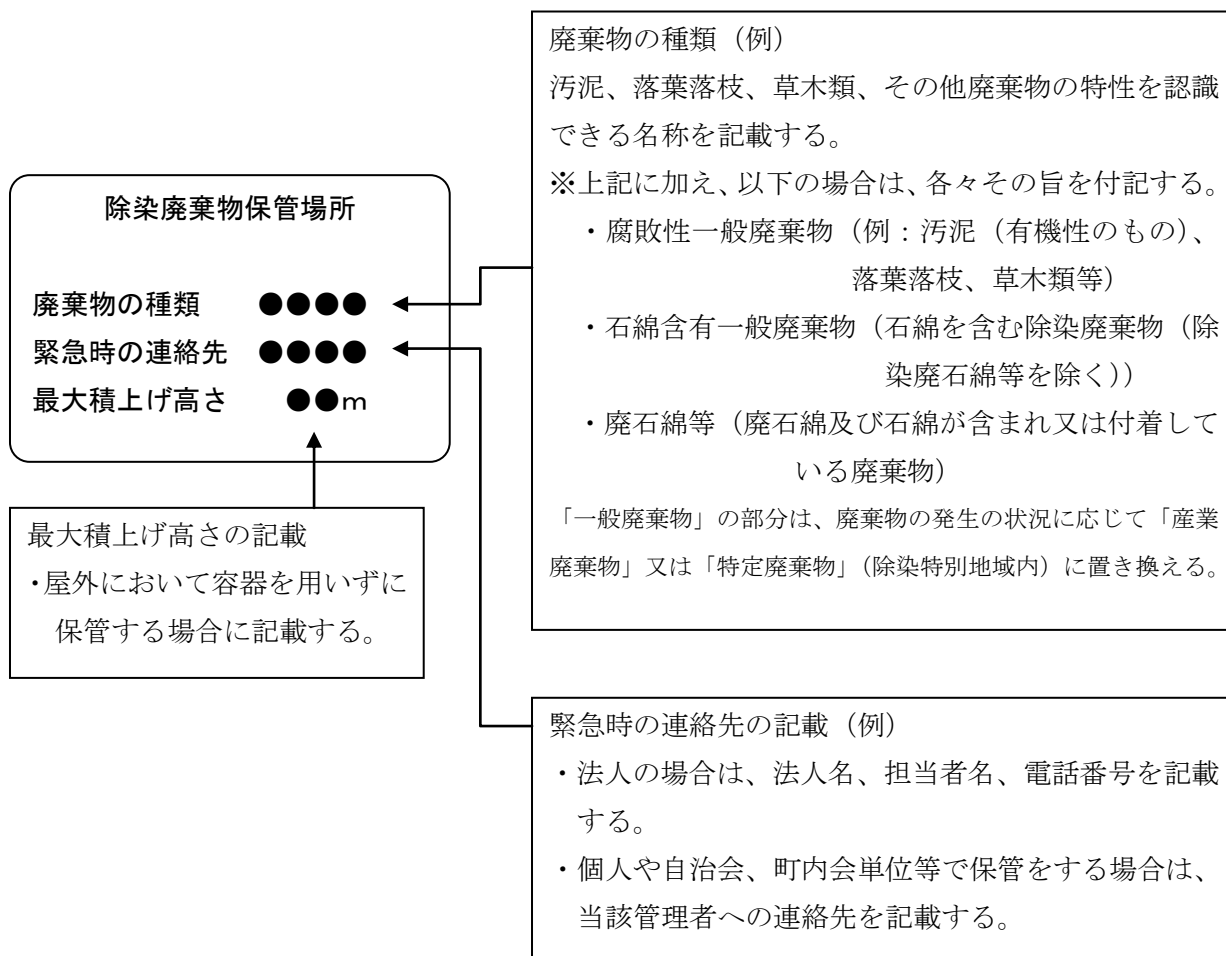 除染廃棄物保管場所
廃棄物の種類 ●●●●
緊急時の連絡先 ●●●●
最大積上げ高さ ●●m
最大積上げ高さの記載
・屋外において容器を用いずに
保管する場合に記載する。
廃棄物の種類（例）
汚泥、落葉落枝、草木類、その他廃棄物の特性を認識
できる名称を記載する。
※上記に加え、以下の場合は、各々その旨を付記する。
・腐敗性一般廃棄物（例：汚泥（有機性のもの）、
落葉落枝、草木類等）
・石綿含有一般廃棄物（石綿を含む除染廃棄物（除
染廃石綿等を除く））
・廃石綿等（廃石綿及び石綿が含まれ又は付着して
いる廃棄物）
「一般廃棄物」の部分は、廃棄物の発生の状況に応じて「産業
廃棄物」又は「特定廃棄物」（除染特別地域内）に置き換える。
緊急時の連絡先の記載（例）
・法人の場合は、法人名、担当者名、電話番号を記載
する。
・個人や自治会、町内会単位等で保管をする場合は、
当該管理者への連絡先を記載する。